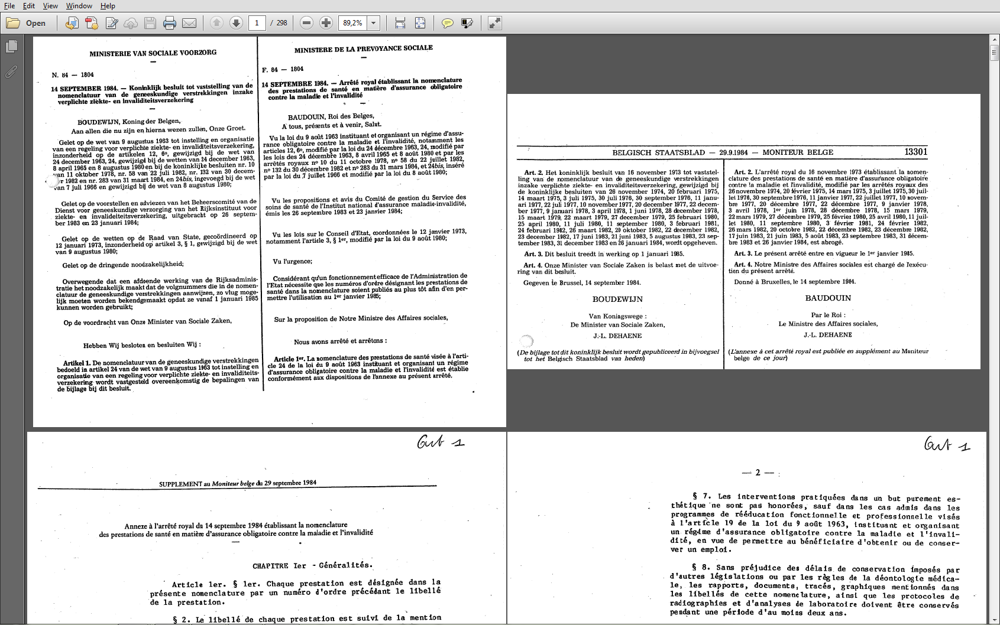 File Edit View Window Help
Open 1 / 298 89,2%
MINISTERIE VAN SOCIALE VOORZORG
N. 84 — 1804
14 SEPTEMBER 1984. — Koninklijk besluit tot vaststelling van de
nomenclatuur van de geneeskundige verstrekkingen inzake
verplichte ziekte- en invaliditeitsverzekering
BOUDEWIJN, Koning der Belgen,
Aan allen die nu zijn en hierna wezen zullen, Onze Groet.
Gelet op de wet van 9 augustus 1963 tot instelling en organisatie
van een regeling voor verplichte ziekte- en invaliditeitsverzekering,
inzonderheid op de artikelen 12, 6°, gewijzigd bij de wet van
24 december 1963, 24, gewijzigd bij de wetten van 24 december 1963,
8 april 1965 en 8 augustus 1980 en bij de koninklijke besluiten nr. 10
van 11 oktober 1978, nr. 58 van 22 juli 1982, nr. 132 van 30 decem-
r 1982 en nr. 283 van 31 maart 1984, en 24bis, ingevoegd bij de wet
van 7 juli 1966 en gewijzigd bij de wet van 8 augustus 1980;
Gelet op de voorstellen en adviezen van het Beheerscomité van de
Dienst voor geneeskundige verzorging van het Rijksinstituut voor
ziekte- en invalideiteitsverzekering, uitgebracht op 26 septem-
ber 1983 en 23 januari 1984;
Gelet op de wetten op de Raad van State, gecoördineerd op
12 januari 1973, inzonderheid op artikel 3, § 1, gewijzigd bij de wet
van 9 augustus 1980;
Gelet op de dringende noodzakelijkheid;
Overwegende dat een afdoende werking van de Rijksadminis-
tratie het noodzakelijk maakt dat de volgnummers die in de nomen-
clatuur de geneeskundige verstrekkingen aanwijzen, zo vlug moge-
lijk moeten worden bekendgemaakt opdat ze vanaf 1 januari 1985
kunnen worden gebruikt;
Op de voordracht van Onze Minister van Sociale Zaken,
Hebben Wij besloten en besluiten Wij :
Artikel 1. De nomenclatuur van de geneeskundige verstrekkingen
bedoeld in artikel 24 van de wet van 9 augustus 1963 tot instelling en
organisatie van een regeling voor verplichte ziekte- en invaliditeits-
verzekering wordt vastgesteld overeenkomstig de bepalingen van
de bijlage bij dit besluit.
MINISTERE DE LA PREVOYANCE SOCIALE
F. 84 — 1804
14 SEPTEMBRE 1984. — Arrêté royal établissant la nomenclature
des prestations de santé en matière d'assurance obligatoire
contre la maladie et l'invalidité
BAUDOUIN, Roi des Belges,
A tous, présents et à venir, Salut.
Vu la loi du 9 août 1963 instituant et organisant un régime d'assu-
rance obligatoire contre la maladie et l'invalidité, notamment les
articles 12, 6°, modifié par la loi du 24 décembre 1963, 24, modifié par
les lois des 24 décembre 1963, 8 avril 1965 et 8 août 1980 et par les
arrêtés royaux n° 10 du 11 octobre 1978, n° 58 du 22 juillet 1982,
n° 132 du 30 décembre 1982 et n° 283 du 31 mars 1984, et 24bis, inséré
par la loi du 7 juillet 1966 et modifié par la loi du 8 août 1980;
Vu les propositions et avis du Comité de gestion du Service des
soins de santé de l'Institut national d'assurance maladie-invalidité,
émis les 26 septembre 1983 et 23 janvier 1984;
Vu les lois sur le Conseil d'Etat, coordonnées le 12 janvier 1973,
notamment l'article 3, § 1er, modifié par la loi du 9 août 1980;
Vu l'urgence;
Considérant qu'un fonctionnement efficace de l'Administration de
l'Etat nécessite que les numéros d'ordre désignant les prestations de
santé dans la nomenclature soient publiés au plus tôt afin d'en per-
mettre l'utilisation au 1er janvier 1985;
Sur la proposition de Notre Ministre des Affaires sociales,
Nous avons arrêté et arrêtons :
Article 1er. La nomenclature des prestations de santé visée à l'arti-
cle 24 de la loi du 9 août 1963 instituant et organisant un régime
d'assurance obligatoire contre la maladie et l'invalidité est établie
conformément aux dispositions de l'annexe au présent arrêté.
BELGISCH STAATSBLAD — 29.9.1984 — MONITEUR BELGE 13301
Art. 2. Het koninklijk besluit van 16 november 1973 tot vaststel-
ling van de nomenclatuur van de geneeskundige verstrekkingen
inzake verplichte ziekte- en invaliditeitsverzekering, gewijzigd bij
de koninklijke besluiten van 26 november 1974, 20 februari 1975,
14 maart 1975, 3 juli 1975, 30 juli 1976, 30 september 1976, 11 janu-
ari 1977, 22 juli 1977, 10 november 1977, 20 december 1977, 22 decem-
ber 1977, 9 januari 1978, 3 april 1978, 1 juni 1978, 28 december 1978,
15 maart 1979, 22 maart 1979, 27 december 1979, 25 februari 1980,
25 april 1980, 11 juli 1980, 11 september 1980, 3 februari 1981,
24 februari 1982, 26 maart 1982, 20 oktober 1982, 22 december 1982,
23 december 1982, 17 juni 1983, 21 juni 1983, 5 augustus 1983, 23 sep-
tember 1983, 31 december 1983 en 26 januari 1984, wordt opgeheven.
Art. 3. Dit besluit treedt in werking op 1 januari 1985.
Art. 4. Onze Minister van Sociale Zaken is belast met de uitvoe-
ring van dit besluit.
Gegeven te Brussel, 14 september 1984.
BOUDEWIJN
Van Koningswege :
De Minister van Sociale Zaken,
J.-L. DEHAENE
(De bijlage tot dit koninklijk besluit wordt gepubliceerd in bijvoegsel
tot het Belgisch Staatsblad van heden)
Art. 2. L'arrêté royal du 16 novembre 1973 établissant la nomen-
clature des prestations de santé en matière d'assurance obligatoire
contre la maladie et l'invalidité, modifié par les arrêtés royaux des
26 novembre 1974, 20 février 1975, 14 mars 1975, 3 juillet 1975, 30 juil-
let 1976, 30 septembre 1976, 11 janvier 1977, 22 juillet 1977, 10 novem-
bre 1977, 20 décembre 1977, 22 décembre 1977, 9 janvier 1978,
3 avril 1978, 1er juin 1978, 28 décembre 1978, 15 mars 1979,
22 mars 1979, 27 décembre 1979, 25 février 1980, 25 avril 1980, 11 juil-
let 1980, 11 septembre 1980, 3 février 1981, 24 février 1982,
26 mars 1982, 20 octobre 1982, 22 décembre 1982, 23 décembre 1982,
17 juin 1983, 21 juin 1983, 5 août 1983, 23 septembre 1983, 31 décem-
bre 1983 et 26 janvier 1984, est abrogé.
Art. 3. Le présent arrêté entre en vigueur le 1er janvier 1985.
Art. 4. Notre Ministre des Affaires sociales est chargé de l'exécu-
tion du présent arrêté.
Donné à Bruxelles, le 14 septembre 1984.
BAUDOUIN
Par le Roi :
Le Ministre des Affaires sociales,
J.-L. DEHAENE
(L'annexe à cet arrêté royal est publiée en supplément au Moniteur
belge de ce jour)
Art 1
SUPPLEMENT au Moniteur belge du 29 septembre 1984
Annexe à l'arrêté royal du 14 septembre 1984 établissant la nomenclature
des prestations de santé en matière d'assurance obligatoire contre la maladie et l'invalidité
CHAPITRE Ier - Généralités.
Article 1er. § 1er. Chaque prestation est désignée dans la
présente nomenclature par un numéro d'ordre précédant le libellé
de la prestation.
§ 2. Le libellé de chaque prestation est suivi de la mention
Art 1
— 2 —
§ 7. Les interventions pratiquées dans un but purement es-
thétique ne sont pas honorées, sauf dans les cas admis dans les
programmes de rééducation fonctionnelle et professionnelle visés
à l'article 19 de la loi du 9 août 1963, instituant et organisant
un régime d'assurance obligatoire contre la maladie et l'invali-
dité, en vue de permettre au bénéficiaire d'obtenir ou de conser-
ver un emploi.
§ 8. Sans préjudice des délais de conservation imposés par
d'autres législations ou par les règles de la déontologie médica-
le, les rapports, documents, tracés, graphiques mentionnés dans
les libellés de cette nomenclature, ainsi que les protocoles de
radiographies et d'analyses de laboratoire doivent être conservés
pendant une période d'au moins deux ans.